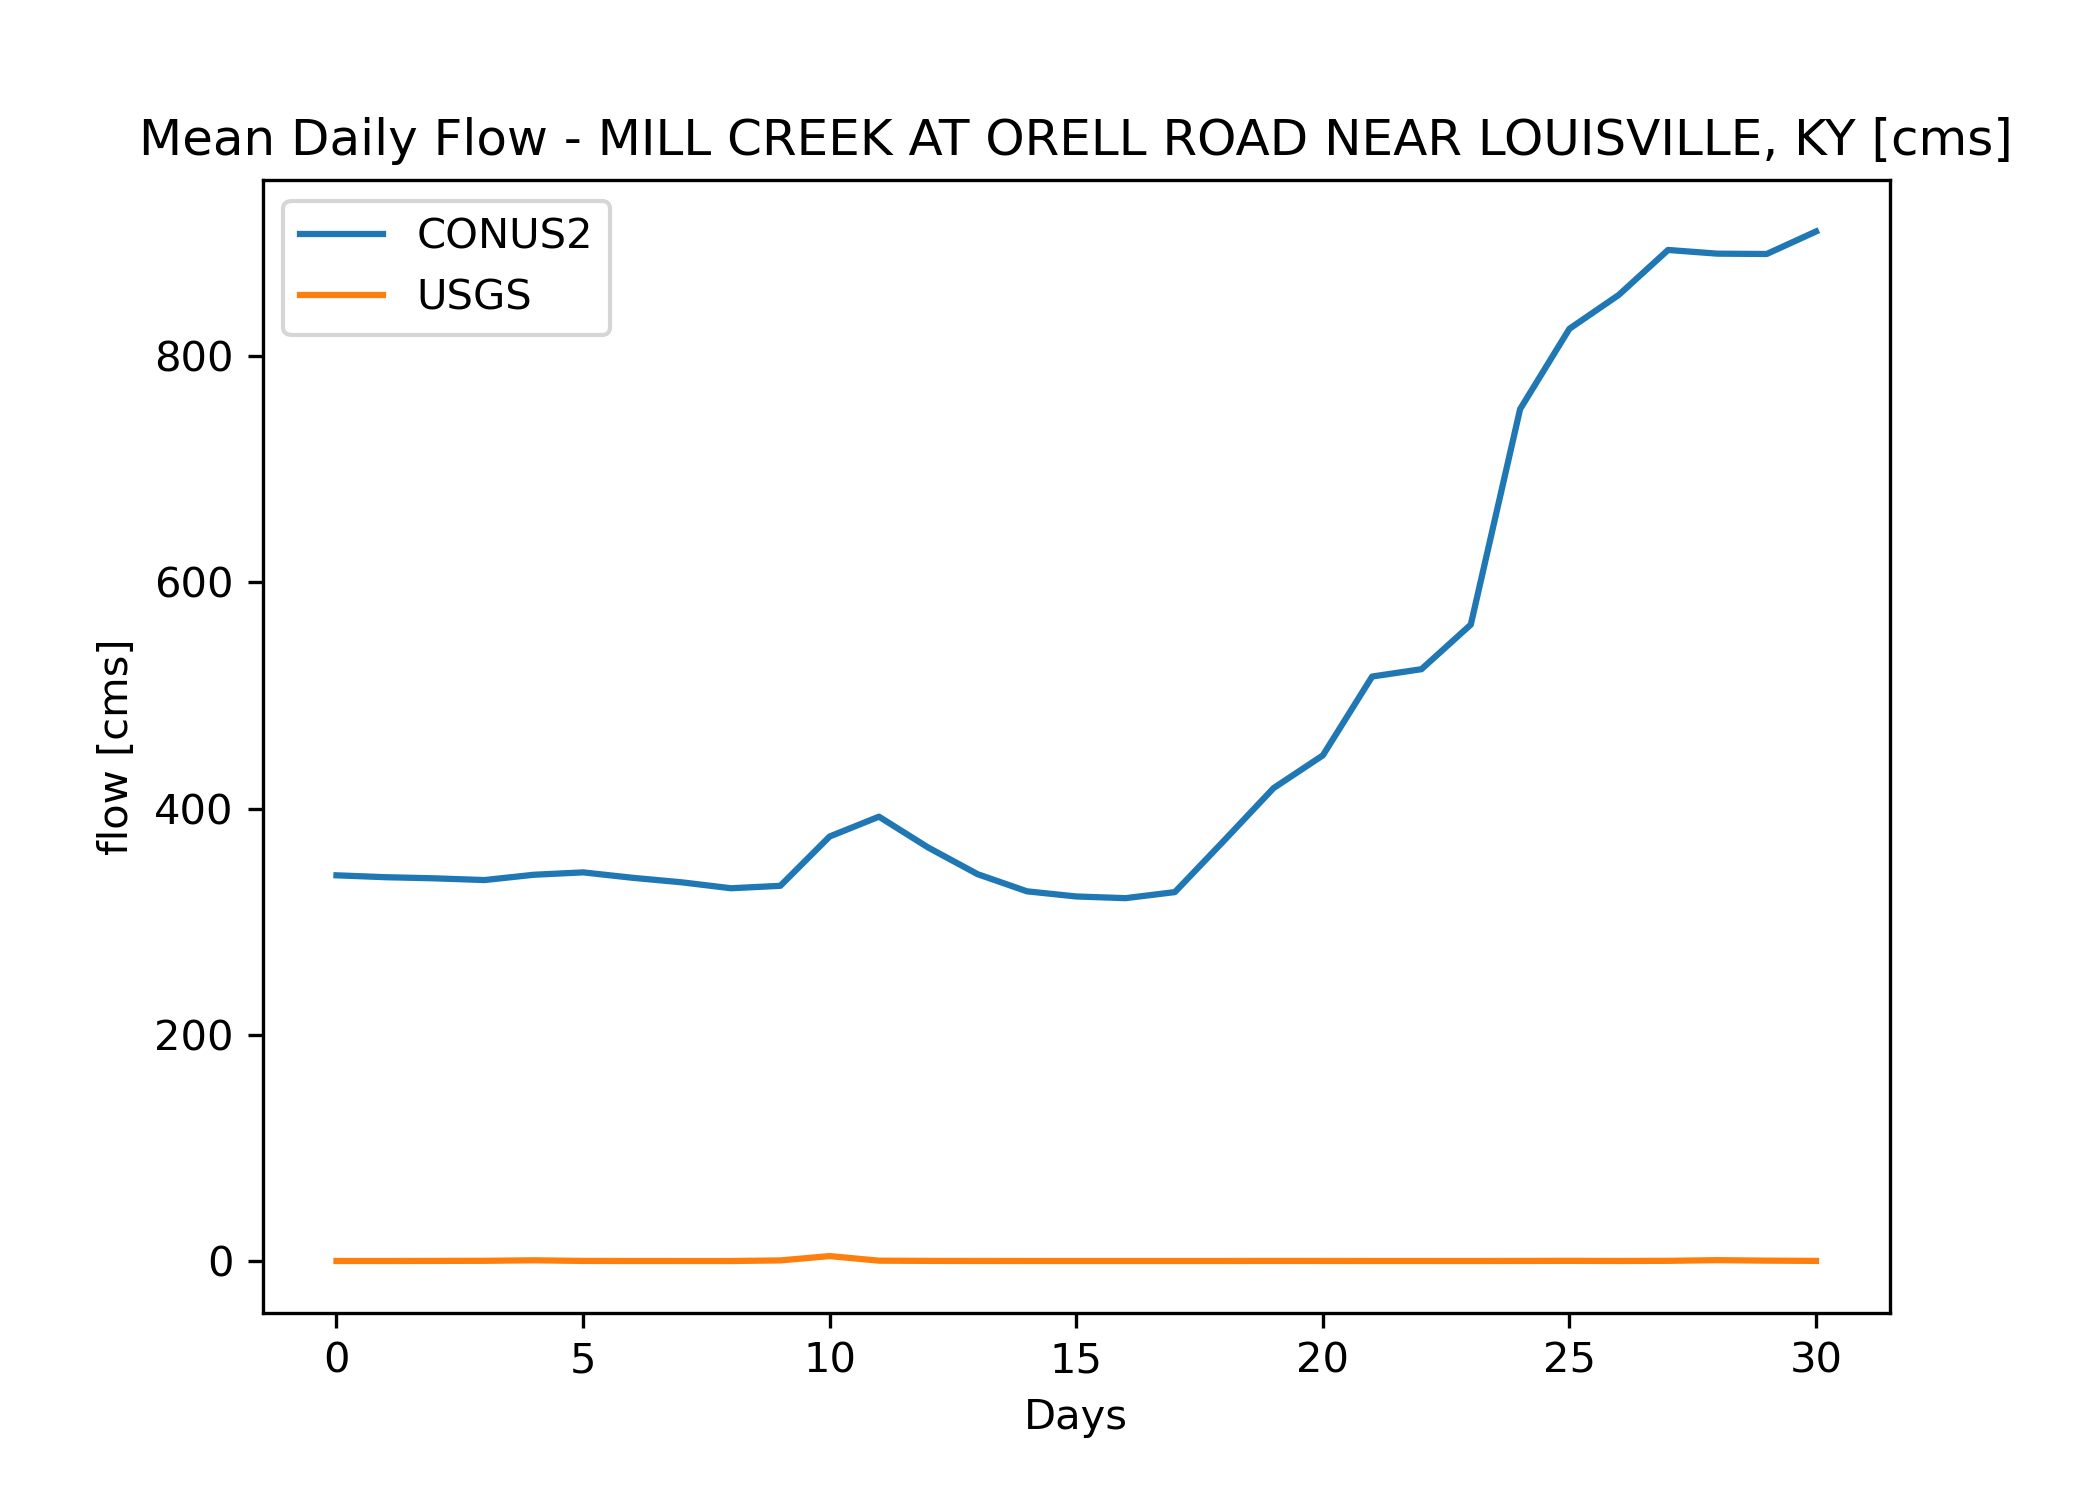 Mean Daily Flow - MILL CREEK AT ORELL ROAD NEAR LOUISVILLE, KY [cms]
CONUS2
USGS
800
600
400
200
0
flow [cms]
0 5 10 15 20 25 30
Days